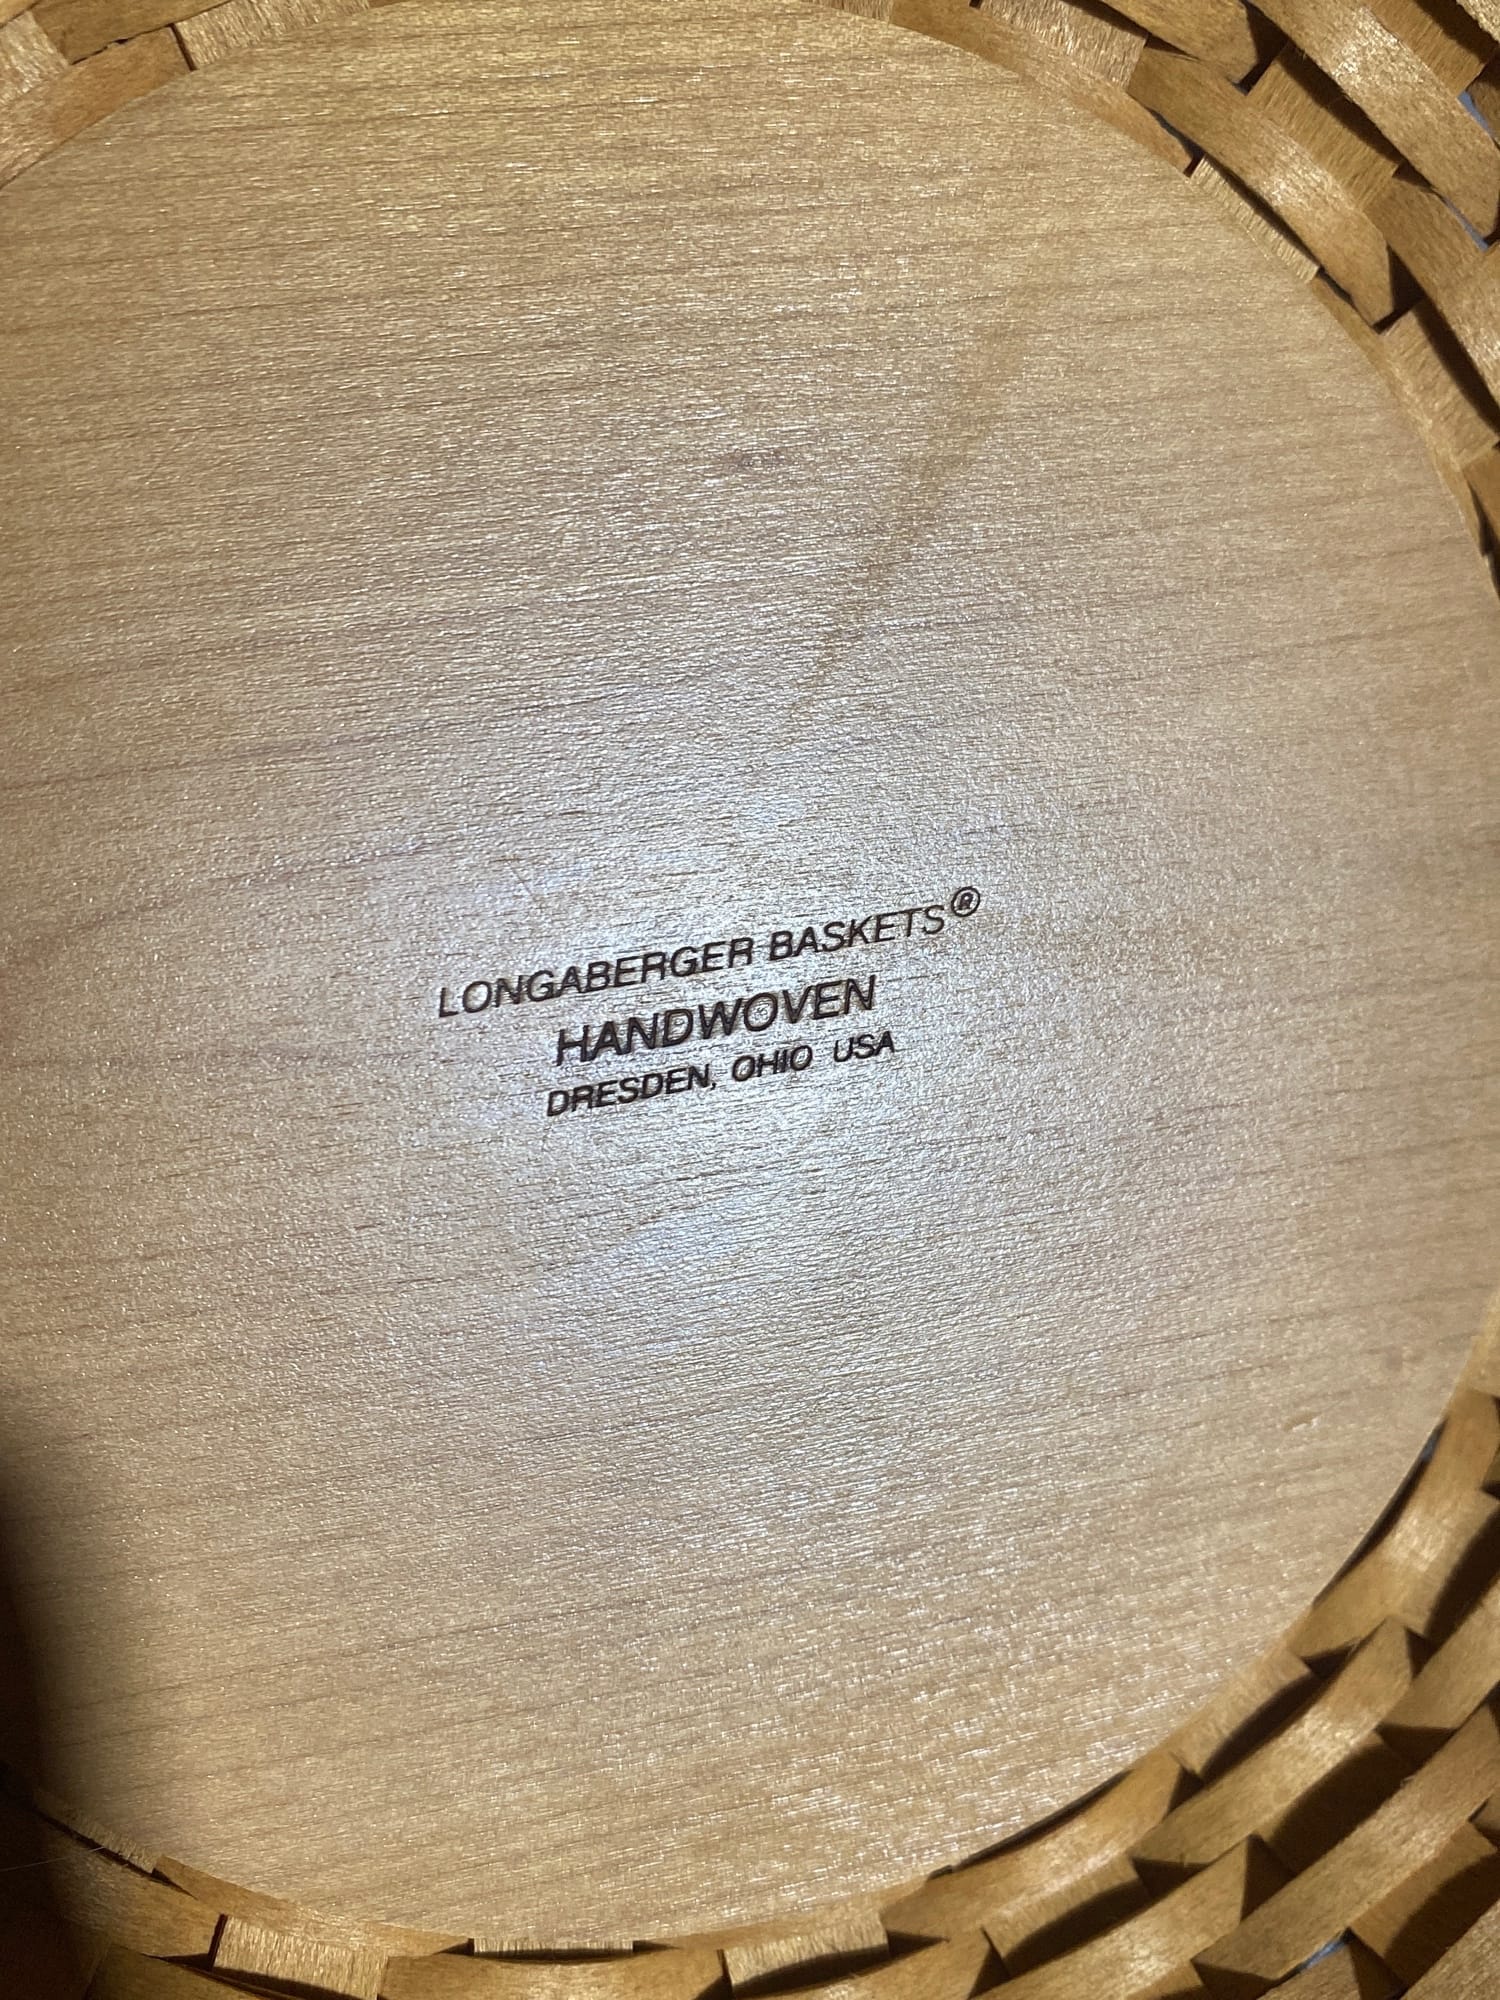 LONGABERGER BASKETS®
HANDWOVEN
DRESDEN, OHIO USA